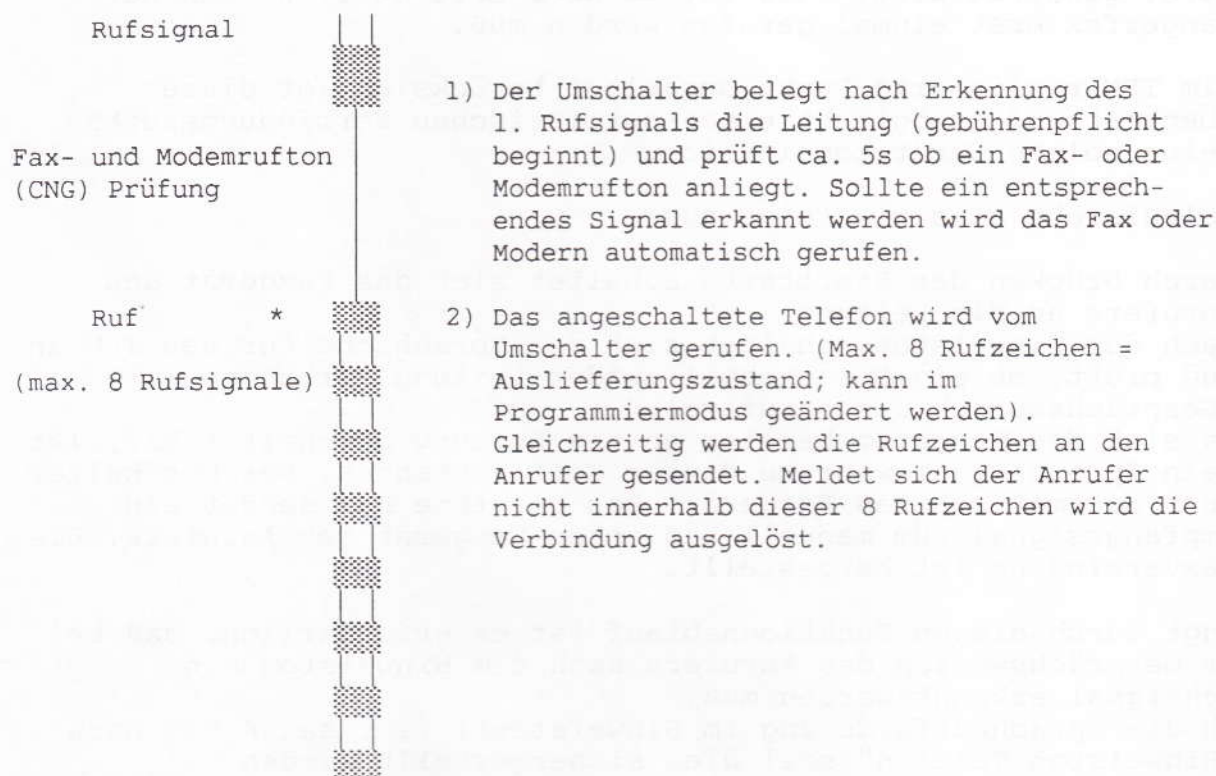 Rufsignal
1) Der Umschalter belegt nach Erkennung des
1. Rufsignals die Leitung (gebührenpflicht
beginnt) und prüft ca. 5s ob ein Fax- oder
Modemrufton anliegt. Sollte ein entsprech-
endes Signal erkannt werden wird das Fax oder
Modern automatisch gerufen.
Fax- und Modemrufton
(CNG) Prüfung
Ruf *
(max. 8 Rufsignale)
2) Das angeschaltete Telefon wird vom
Umschalter gerufen. (Max. 8 Rufzeichen =
Auslieferungszustand; kann im
Programmiermodus geändert werden).
Gleichzeitig werden die Rufzeichen an den
Anrufer gesendet. Meldet sich der Anrufer
nicht innerhalb dieser 8 Rufzeichen wird die
Verbindung ausgelöst.